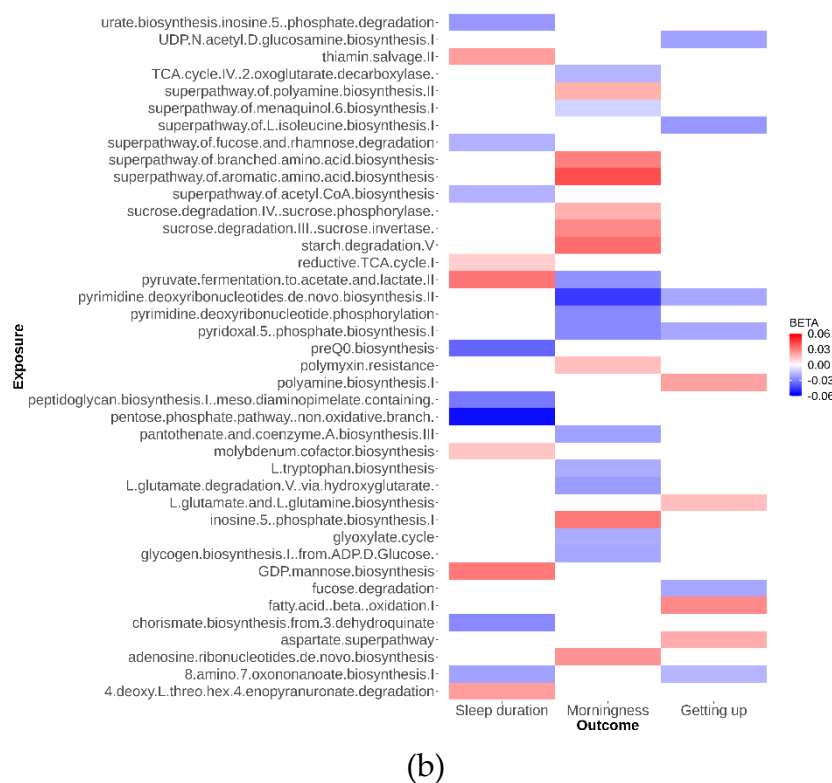 urate.biosynthesis.inosine.5..phosphate.degradation
UDP.N.acetyl.D.glucosamine.biosynthesis.I
thiamin.salvage.II
TCA.cycle.IV..2.oxoglutarate.decarboxylase.
superpathway.of.polyamine.biosynthesis.II
superpathway.of.menaquinol.6.biosynthesis.I
superpathway.of.L.isoleucine.biosynthesis.I
superpathway.of.fucose.and.rhamnose.degradation
superpathway.of.branched.amino.acid.biosynthesis
superpathway.of.aromatic.amino.acid.biosynthesis
superpathway.of.acetyl.CoA.biosynthesis
sucrose.degradation.IV..sucrose.phosphorylase.
sucrose.degradation.III..sucrose.invertase.
starch.degradation.V
reductive.TCA.cycle.I
pyruvate.fermentation.to.acetate.and.lactate.II
pyrimidine.deoxyribonucleotides.de.novo.biosynthesis.II
pyrimidine.deoxyribonucleotide.phosphorylation
pyridoxal.5..phosphate.biosynthesis.I
preQ0.biosynthesis
polymyxin.resistance
polyamine.biosynthesis.I
peptidoglycan.biosynthesis.I..meso.diaminopimelate.containing.
pentose.phosphate.pathway..non.oxidative.branch.
pantothenate.and.coenzyme.A.biosynthesis.III
molybdenum.cofactor.biosynthesis
L.tryptophan.biosynthesis
L.glutamate.degradation.V..via.hydroxyglutarate.
L.glutamate.and.L.glutamine.biosynthesis
inosine.5..phosphate.biosynthesis.I
glyoxylate.cycle
glycogen.biosynthesis.I..from.ADP.D.Glucose.
GDP.mannose.biosynthesis
fucose.degradation
fatty.acid..beta..oxidation.I
chorismate.biosynthesis.from.3.dehydroquinate
aspartate.superpathway
adenosine.ribonucleotides.de.novo.biosynthesis
8.amino.7.oxononanoate.biosynthesis.I
4.deoxy.L.threo.hex.4.enopyranuronate.degradation
Exposure
Sleep duration Morningness Getting up
Outcome
BETA
0.06
0.03
0.00
-0.03
-0.06
(b)